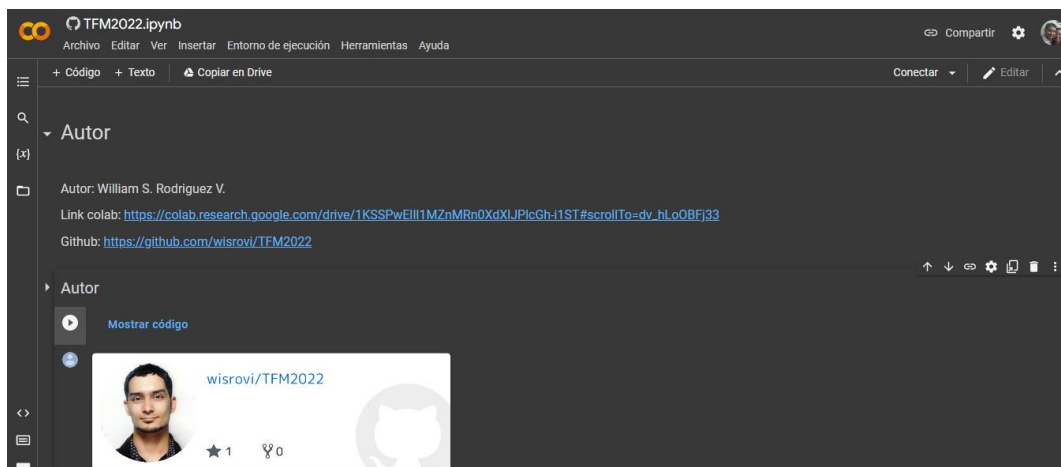 TFM2022.ipynb
Archivo Editar Ver Insertar Entorno de ejecución Herramientas Ayuda
Compartir
+ Código + Texto Copiar en Drive
Conectar Editar
{x}
Autor
Autor: William S. Rodriguez V.
Link colab: https://colab.research.google.com/drive/1KSSPwEIlI1MZnMRn0XdXIJPlcGh-i1ST#scrollTo=dv_hLoOBFj33
Github: https://github.com/wisrovi/TFM2022
Autor
Mostrar código
wisrovi/TFM2022
1 0